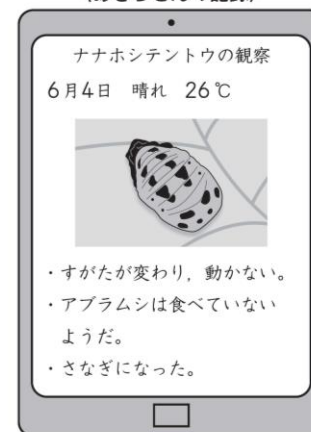 ナナホシテントウの観察
6月4日 晴れ 26℃
・すがたが変わり，動かない。
・アブラムシは食べていない
ようだ。
・さなぎになった。